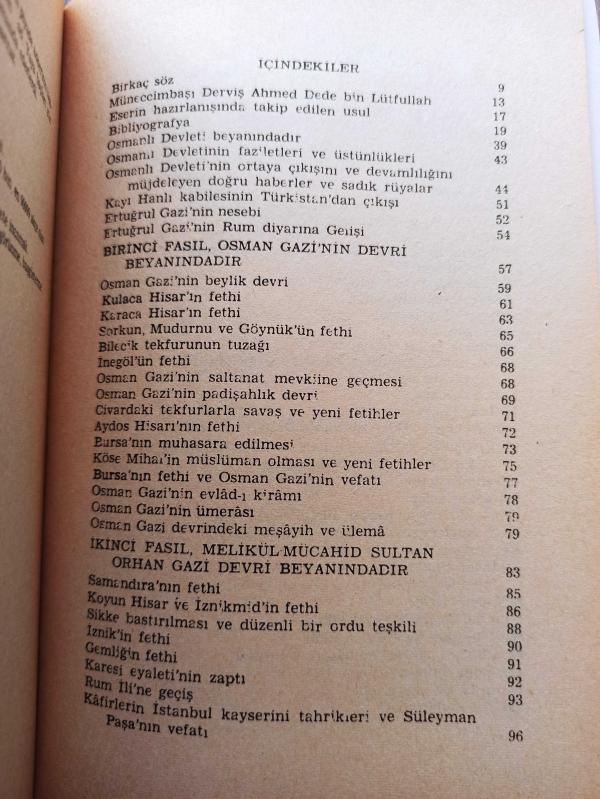 İÇİNDEKİLER
Birkaç söz 9
Müneccimbaşı Derviş Ahmed Dede bin Lütfullah 13
Eserin hazırlanışında takip edilen usul 17
Bibliyografya 19
Osmanlı Devleti beyanındadır 39
Osmanlı Devletinin faziletleri ve üstünlükleri 43
Osmanlı Devleti'nin ortaya çıkışını ve devamlılığını
müjdeleyen doğru haberler ve sadık rüyalar 44
Kayı Hanlı kabilesinin Türkistan'dan çıkışı 51
Ertuğrul Gazi'nin nesebi 52
Ertuğrul Gazi'nin Rum diyarına Gelişi 54
BİRİNCİ FASIL, OSMAN GAZİ'NİN DEVRİ
BEYANINDADIR 57
Osman Gazi'nin beylik devri 59
Kulaca Hisar'ın fethi 61
Karaca Hisar'ın fethi 63
Sorkun, Mudurnu ve Göynük'ün fethi 65
Bilecik tekfurunun tuzağı 66
İnegöl'ün fethi 68
Osman Gazi'nin saltanat mevkiine geçmesi 68
Osman Gazi'nin padişahlık devri 69
Civardaki tekfurlarla savaş ve yeni fetihler 71
Aydos Hisarı'nın fethi 72
Bursa'nın muhasara edilmesi 73
Köse Mihal'in müslüman olması ve yeni fetihler 75
Bursa'nın fethi ve Osman Gazi'nin vefatı 77
Osman Gazi'nin evlâd-ı kirâmı 78
Osman Gazi'nin ümerâsı 79
Osman Gazi devrindeki meşâyih ve ülemâ 79
İKİNCİ FASIL, MELİKÜL-MÜCAHİD SULTAN
ORHAN GAZİ DEVRİ BEYANINDADIR 83
Samandıra'nın fethi 85
Koyun Hisar ve İznikmid'in fethi 86
Sikke bastırılması ve düzenli bir ordu teşkili 88
İznik'in fethi 90
Gemliğin fethi 91
Karesi eyaleti'nin zaptı 92
Rum İli'ne geçiş 93
Kâfirlerin İstanbul kayserini tahrikleri ve Süleyman
Paşa'nın vefatı 96